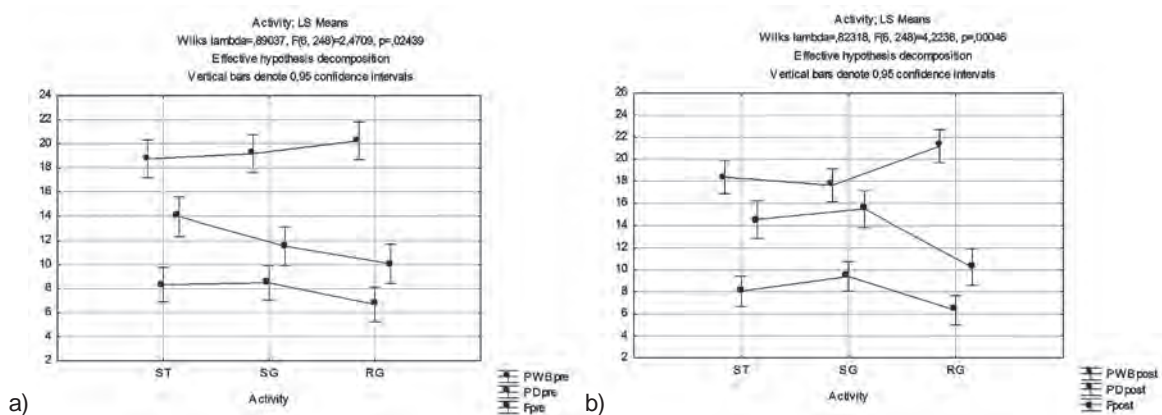 Activity; LS Means
Wilks lambda=,89037, F(6, 248)=2,4709, p=,02439
Effective hypothesis decomposition
Vertical bars denote 0,95 confidence intervals
24
22
20
18
16
14
12
10
8
6
4
2
ST SG RG
Activity
PWBpre
PDpre
Fpre
a)
Activity; LS Means
Wilks lambda=,82318, F(6, 248)=4,2236, p=,00046
Effective hypothesis decomposition
Vertical bars denote 0,95 confidence intervals
26
24
22
20
18
16
14
12
10
8
6
4
2
ST SG RG
Activity
PWBpost
PDpost
Fpost
b)